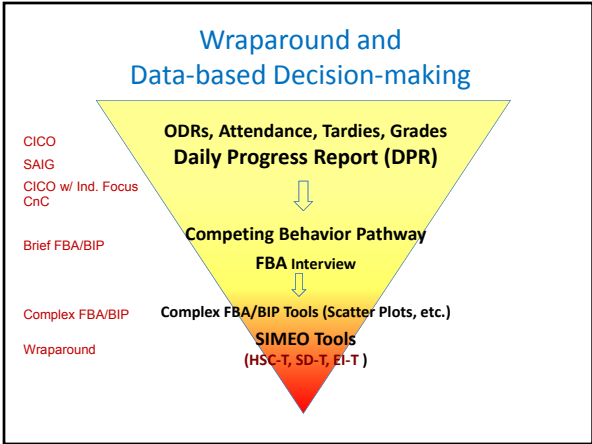 Wraparound and
Data-based Decision-making
ODRs, Attendance, Tardies, Grades
CICO
Daily Progress Report (DPR)
SAIG
CICO w/ Ind. Focus
CnC
Competing Behavior Pathway
Brief FBA/BIP
FBA Interview
Complex FBA/BIP
Complex FBA/BIP Tools (Scatter Plots, etc.)
SIMEO Tools
Wraparound
(HSC-T, SD-T, EI-T )